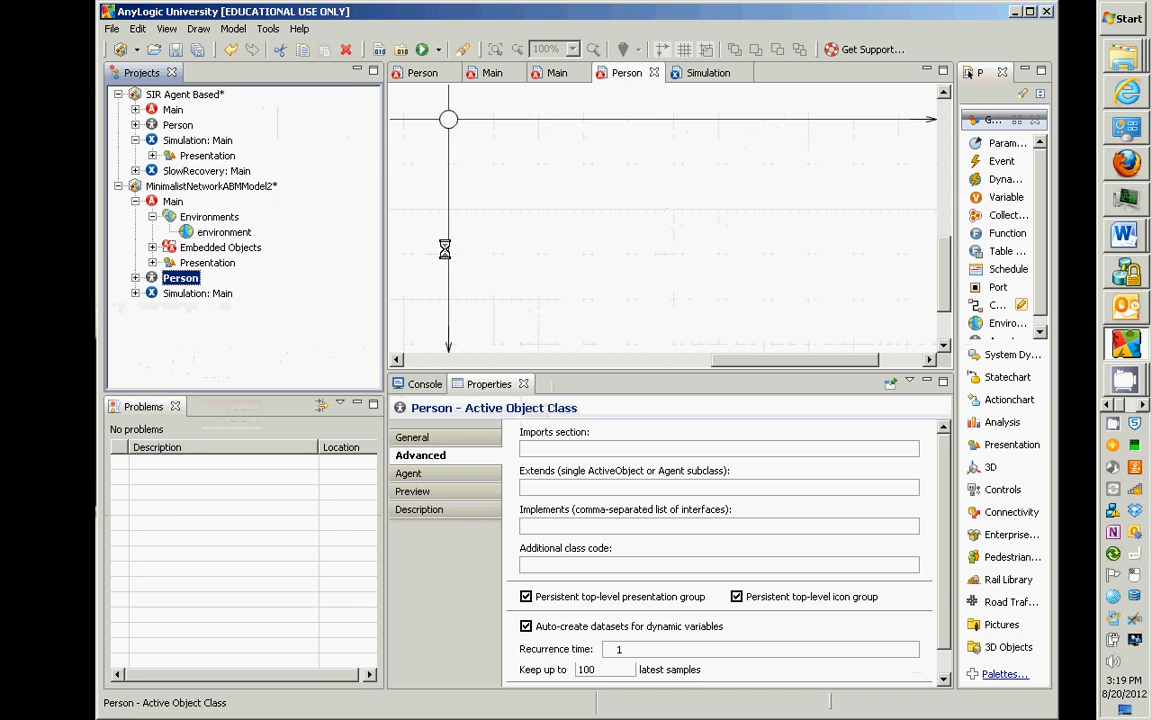 AnyLogic University [EDUCATIONAL USE ONLY]
File Edit View Draw Model Tools Help
100% Get Support...
Projects
SIR Agent Based*
Main
Person
Simulation: Main
Presentation
SlowRecovery: Main
MinimalistNetworkABMModel2*
Main
Environments
environment
Embedded Objects
Presentation
Person
Simulation: Main
Problems
No problems
Description Location
Person Main Main Person Simulation
Console Properties
Person - Active Object Class
General
Advanced
Agent
Preview
Description
Imports section:
Extends (single ActiveObject or Agent subclass):
Implements (comma-separated list of interfaces):
Additional class code:
Persistent top-level presentation group Persistent top-level icon group
Auto-create datasets for dynamic variables
Recurrence time: 1
Keep up to 100 latest samples
P
G...
Param...
Event
Dyna...
Variable
Collect...
Function
Table ...
Schedule
Port
C...
Enviro...
System Dy...
Statechart
Actionchart
Analysis
Presentation
3D
Controls
Connectivity
Enterprise...
Pedestrian...
Rail Library
Road Traf...
Pictures
3D Objects
Palettes...
Person - Active Object Class
Start
3:19 PM
8/20/2012